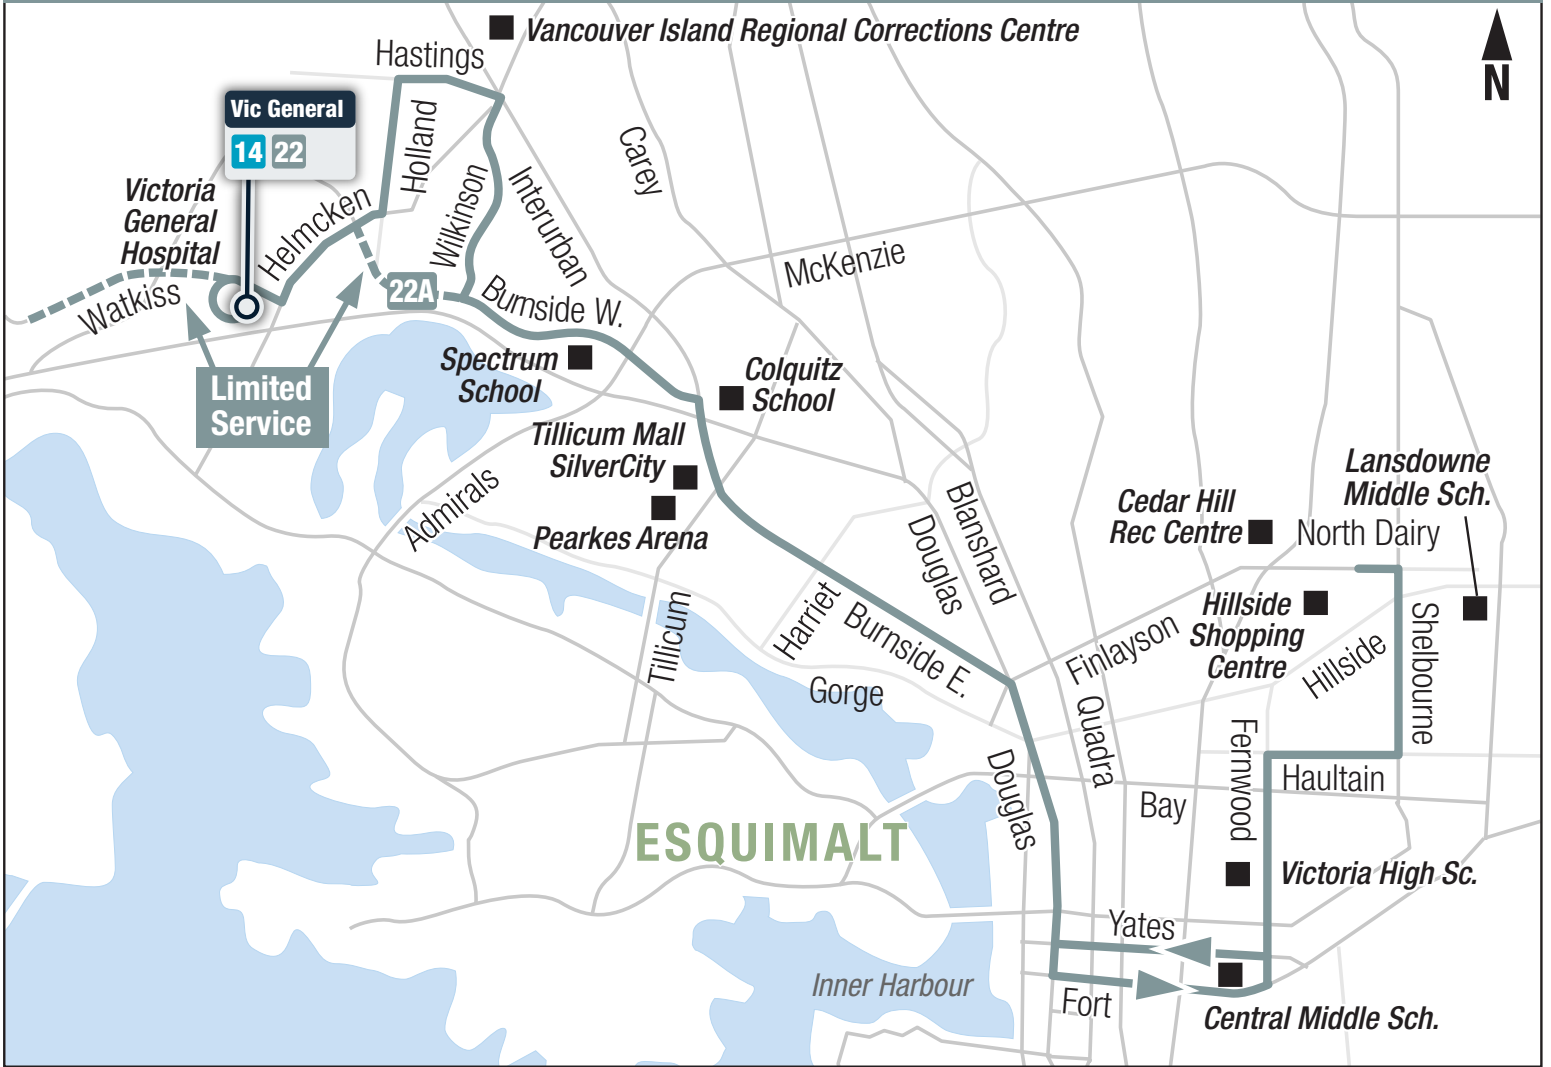 Vancouver Island Regional Corrections Centre
N
Hastings
Vic General
14 22
Holland
Carey
Victoria
General
Hospital
Helmcken
Wilkinson
Interurban
McKenzie
Watkiss
22A
Burnside W.
Limited
Service
Spectrum
School
Colquitz
School
Tillicum Mall
SilverCity
Pearkes Arena
Admirals
Lansdowne
Middle Sch.
Cedar Hill
Rec Centre
North Dairy
Blanshard
Douglas
Harriet
Burnside E.
Tillicum
Gorge
Finlayson
Hillside
Shopping
Centre
Hillside
Shelbourne
Quadra
Fernwood
Douglas
Haultain
Bay
ESQUIMALT
Victoria High Sc.
Yates
Inner Harbour
Fort
Central Middle Sch.